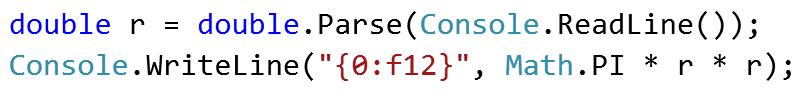 double r = double.Parse(Console.ReadLine());
Console.WriteLine("{0:f12}", Math.PI * r * r);